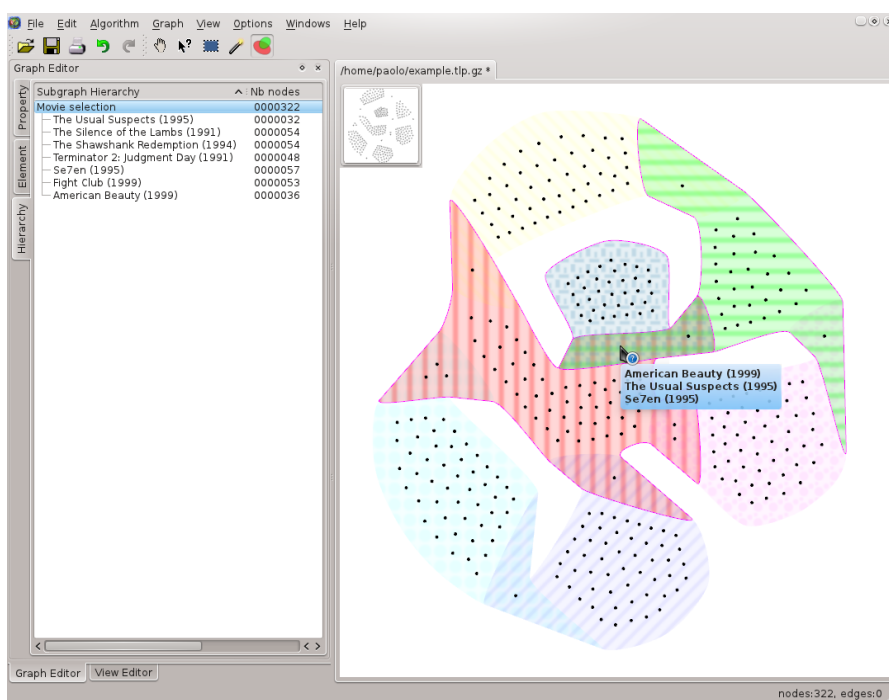 File Edit Algorithm Graph View Options Windows Help
Graph Editor
/home/paolo/example.tlp.gz *
Property
Element
Hierarchy
Subgraph Hierarchy Nb nodes
Movie selection 0000322
The Usual Suspects (1995) 0000032
The Silence of the Lambs (1991) 0000054
The Shawshank Redemption (1994) 0000054
Terminator 2: Judgment Day (1991) 0000048
Se7en (1995) 0000057
Fight Club (1999) 0000053
American Beauty (1999) 0000036
American Beauty (1999)
The Usual Suspects (1995)
Se7en (1995)
Graph Editor View Editor
nodes:322, edges:0